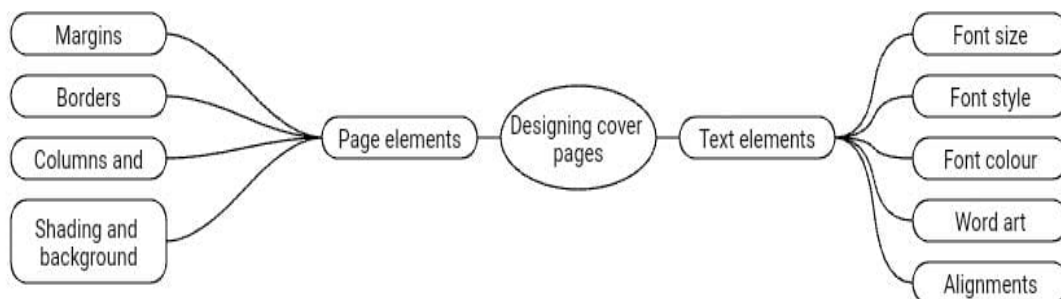 Margins
Borders
Columns and
Shading and
background
Page elements
Designing cover
pages
Text elements
Font size
Font style
Font colour
Word art
Alignments